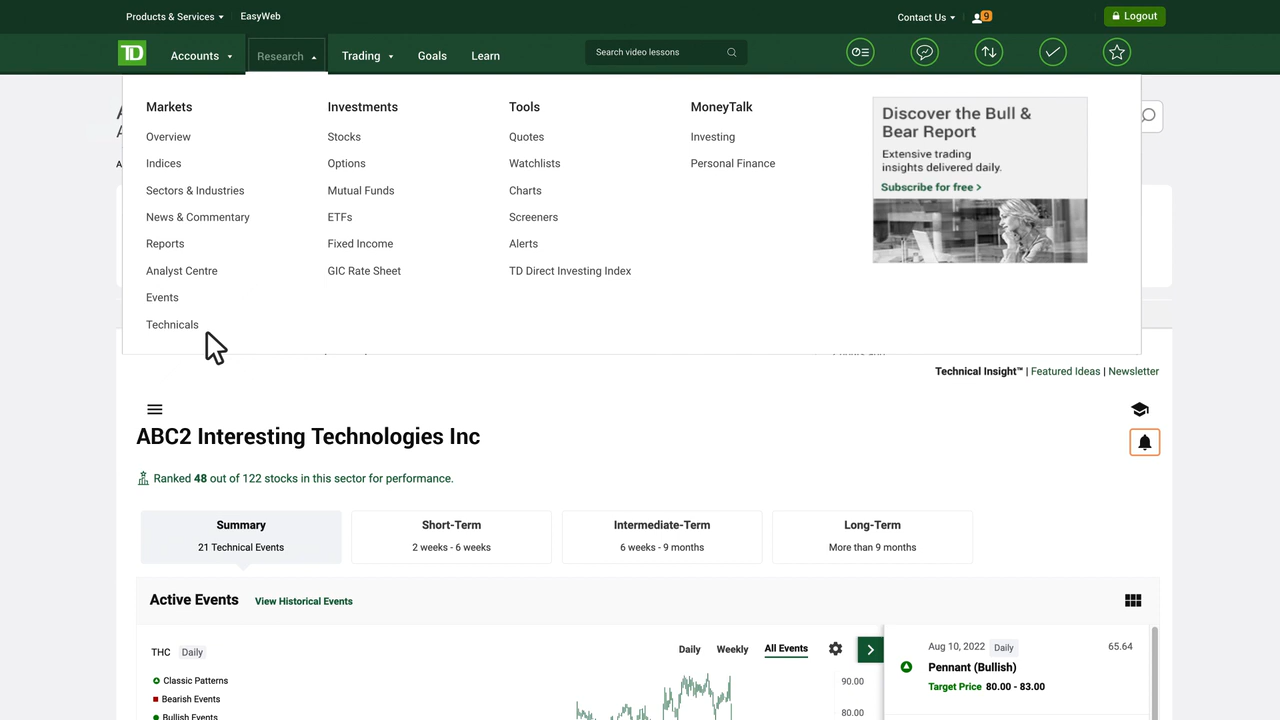 Products & Services
EasyWeb
Contact Us
9
Logout
TD
Accounts
Research
Trading
Goals
Learn
Search video lessons
Markets
Overview
Indices
Sectors & Industries
News & Commentary
Reports
Analyst Centre
Events
Technicals
Investments
Stocks
Options
Mutual Funds
ETFs
Fixed Income
GIC Rate Sheet
Tools
Quotes
Watchlists
Charts
Screeners
Alerts
TD Direct Investing Index
MoneyTalk
Investing
Personal Finance
Discover the Bull &
Bear Report
Extensive trading
insights delivered daily.
Subscribe for free >
Technical Insight™ | Featured Ideas | Newsletter
ABC2 Interesting Technologies Inc
Ranked 48 out of 122 stocks in this sector for performance.
Summary
21 Technical Events
Short-Term
2 weeks - 6 weeks
Intermediate-Term
6 weeks - 9 months
Long-Term
More than 9 months
Active Events
View Historical Events
THC Daily
Daily
Weekly
All Events
Classic Patterns
Bearish Events
Bullish Events
90.00
80.00
Aug 10, 2022 Daily 65.64
Pennant (Bullish)
Target Price 80.00 - 83.00